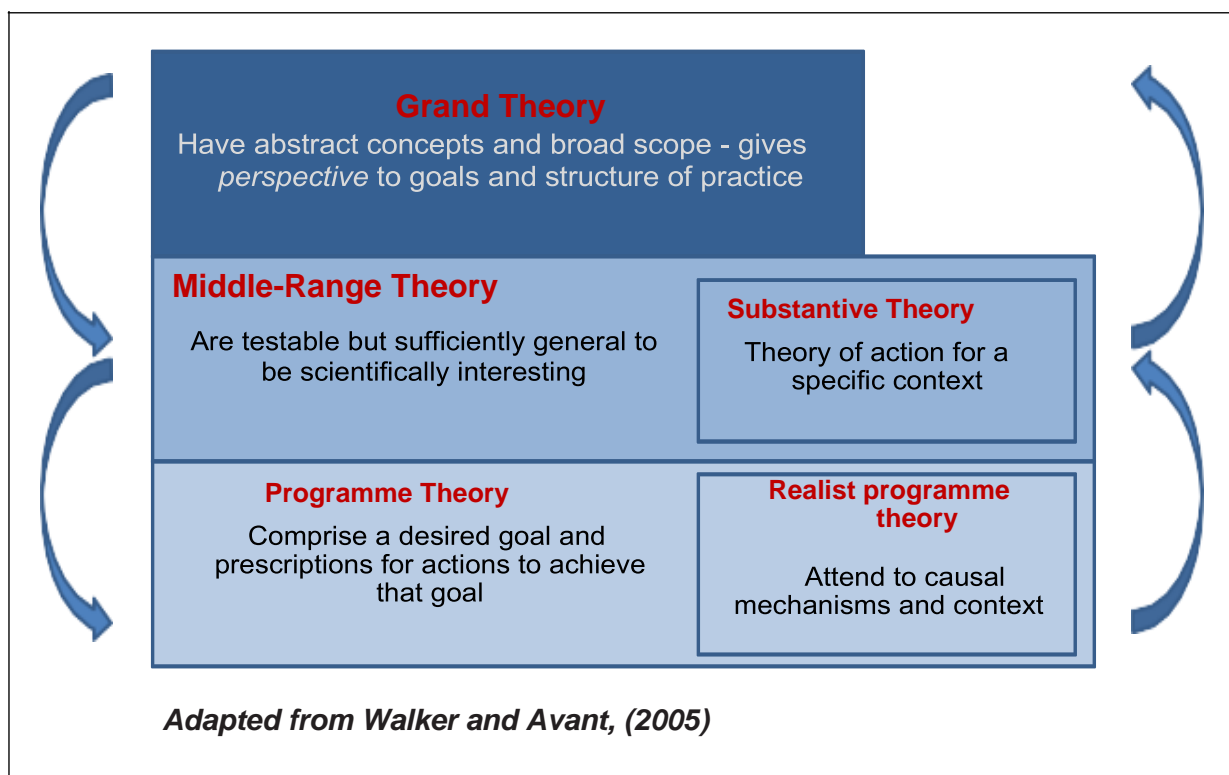 Grand Theory
Have abstract concepts and broad scope - gives
perspective to goals and structure of practice
Middle-Range Theory
Are testable but sufficiently general to
be scientifically interesting
Substantive Theory
Theory of action for a
specific context
Programme Theory
Comprise a desired goal and
prescriptions for actions to achieve
that goal
Realist programme
theory
Attend to causal
mechanisms and context
Adapted from Walker and Avant, (2005)